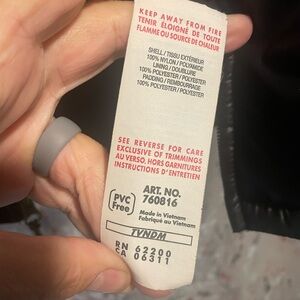 KEEP AWAY FROM FIRE
TENIR ÉLOIGNÉ DE TOUTE
FLAMME OU SOURCE DE CHALEUR
SHELL / TISSU EXTÉRIEUR
100% NYLON / POLYAMIDE
LINING / DOUBLURE
100% POLYESTER / POLYESTER
PADDING / REMBOURRAGE
100% POLYESTER / POLYESTER
SEE REVERSE FOR CARE
EXCLUSIVE OF TRIMMINGS
AU VERSO, HORS GARNITURES
INSTRUCTIONS D'ENTRETIEN
PVC
Free
ART. NO.
760816
Made in Vietnam
Fabriqué au Vietnam
TVNDM
RN 62200
CA 06311